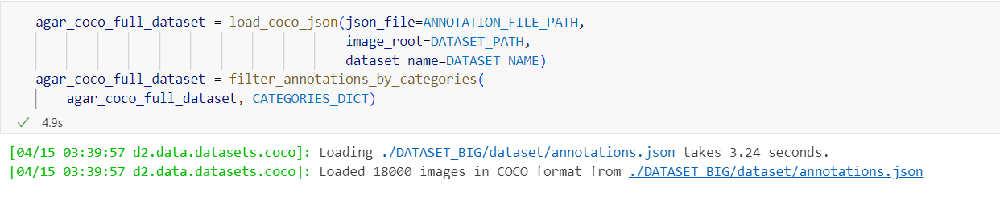 agar_coco_full_dataset = load_coco_json(json_file=ANNOTATION_FILE_PATH,
image_root=DATASET_PATH,
dataset_name=DATASET_NAME)
agar_coco_full_dataset = filter_annotations_by_categories(
agar_coco_full_dataset, CATEGORIES_DICT)
✓ 4.9s
[04/15 03:39:57 d2.data.datasets.coco]: Loading ./DATASET_BIG/dataset/annotations.json takes 3.24 seconds.
[04/15 03:39:57 d2.data.datasets.coco]: Loaded 18000 images in COCO format from ./DATASET_BIG/dataset/annotations.json